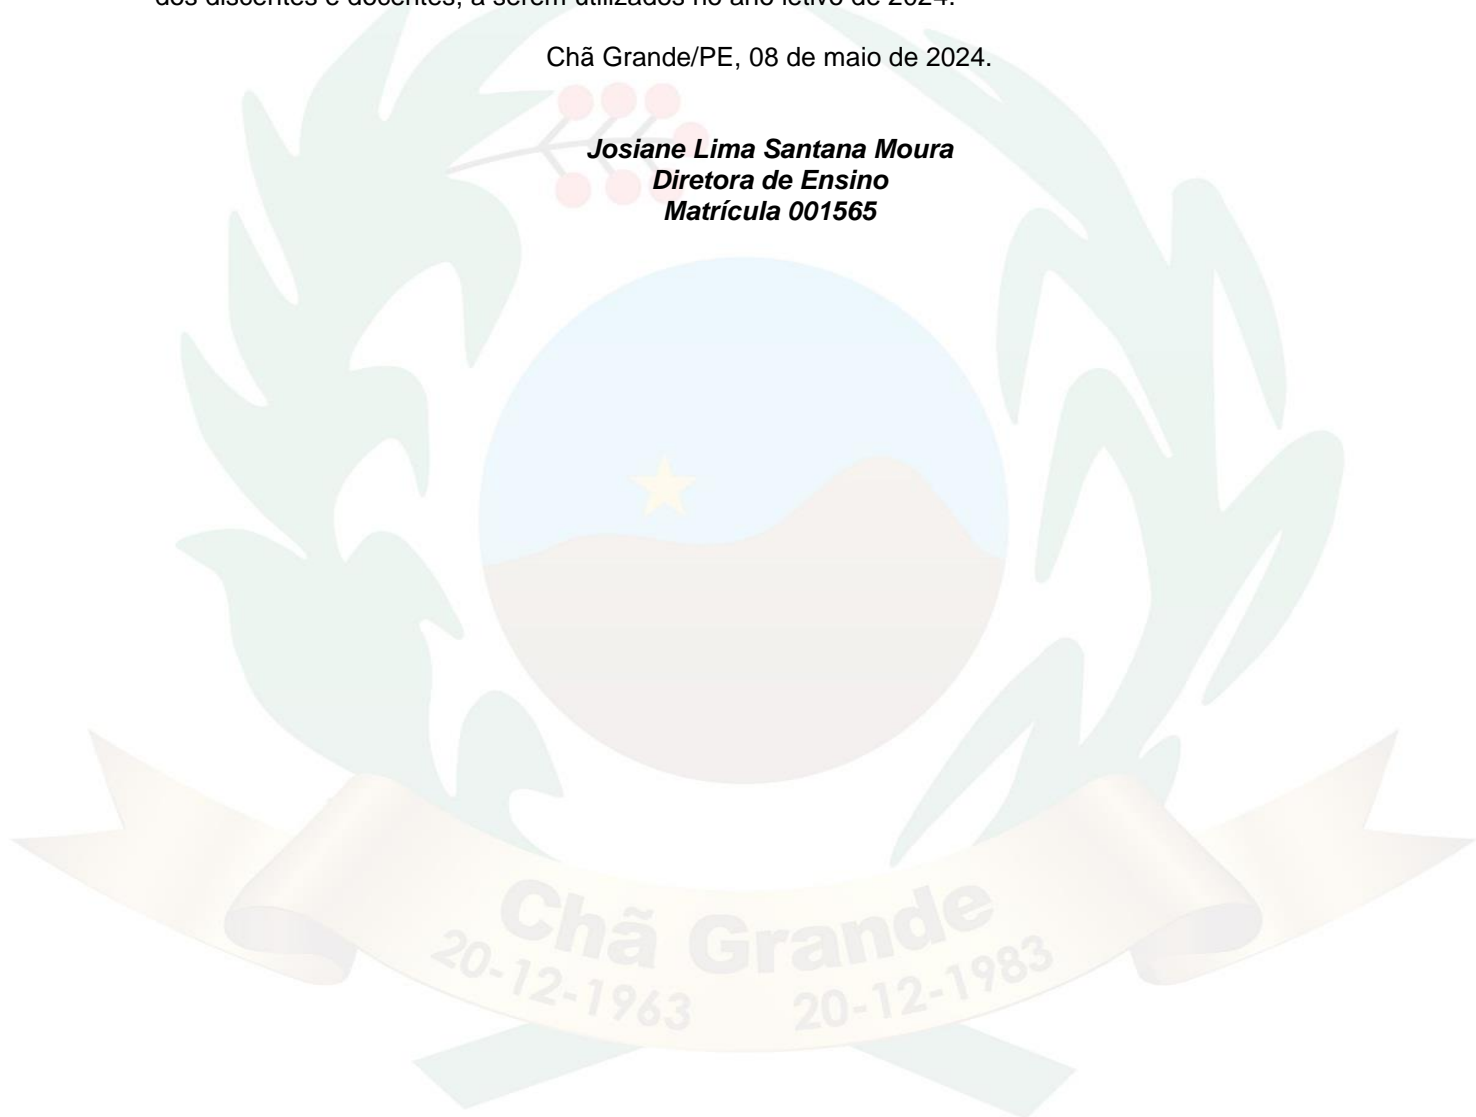 dos discentes e docentes, a serem utilizados no ano letivo de 2024.
Chã Grande/PE, 08 de maio de 2024.
Josiane Lima Santana Moura
Diretora de Ensino
Matrícula 001565
Chã Grande
20-12-1963 20-12-1983